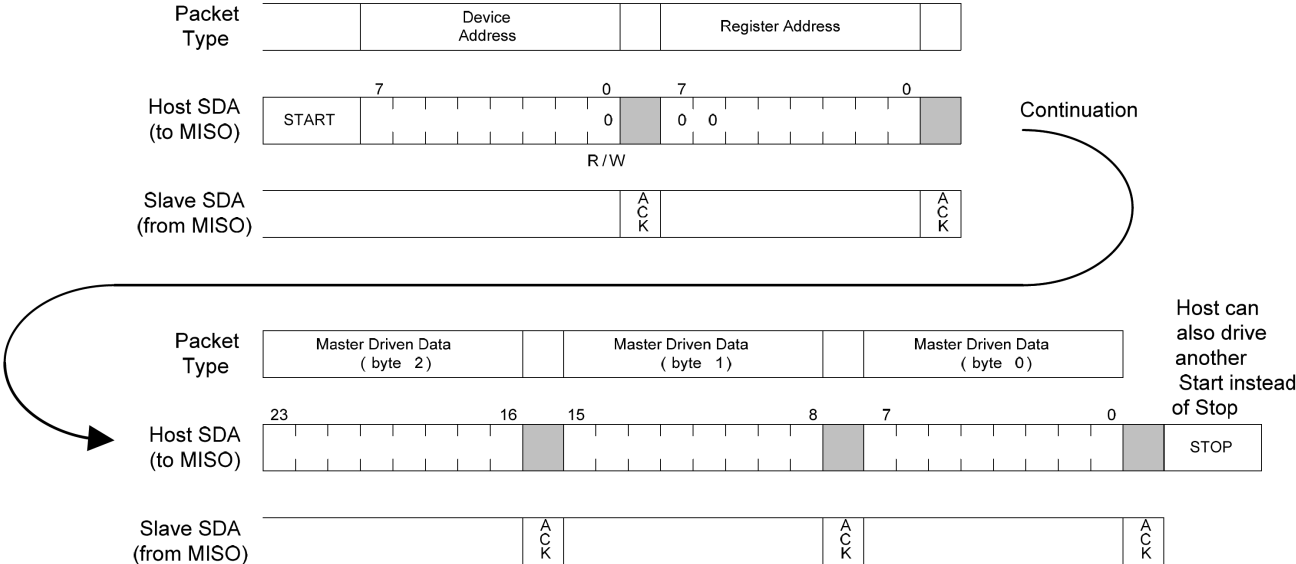 Packet
Type
Device
Address
Register Address
7 0 7 0
Host SDA
(to MISO)
START
0
0 0
Continuation
R / W
Slave SDA
(from MISO)
A
C
K
A
C
K
Host can
also drive
another
Start instead
of Stop
Packet
Type
Master Driven Data
( byte 2 )
Master Driven Data
( byte 1 )
Master Driven Data
( byte 0 )
23 16 15 8 7 0
Host SDA
(to MISO)
STOP
Slave SDA
(from MISO)
A
C
K
A
C
K
A
C
K